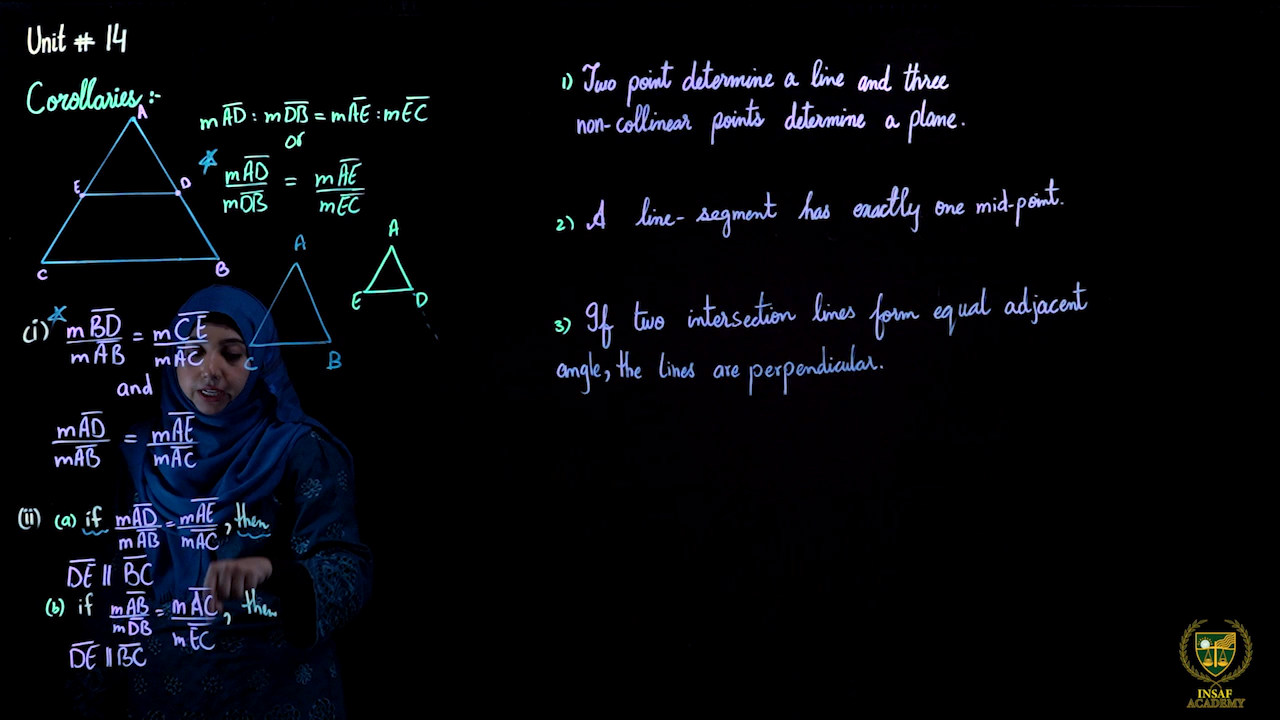 Unit # 14
Corollaries :-
A
E
D
C
B
mAD : mDB = mAE : mEC
or
mAD/mDB = mAE/mEC
A
C
B
A
E
D
(i) mBD/mAB = mCE/mAC
and
mAD/mAB = mAE/mAC
(ii) (a) if mAD/mAB = mAE/mAC, then
DE || BC
(b) if mAB/mDB = mAC/mEC, then
DE || BC
1) Two point determine a line and three
non-collinear points determine a plane.
2) A line-segment has exactly one mid-point.
3) If two intersection lines form equal adjacent
angle, the lines are perpendicular.
INSAF
ACADEMY